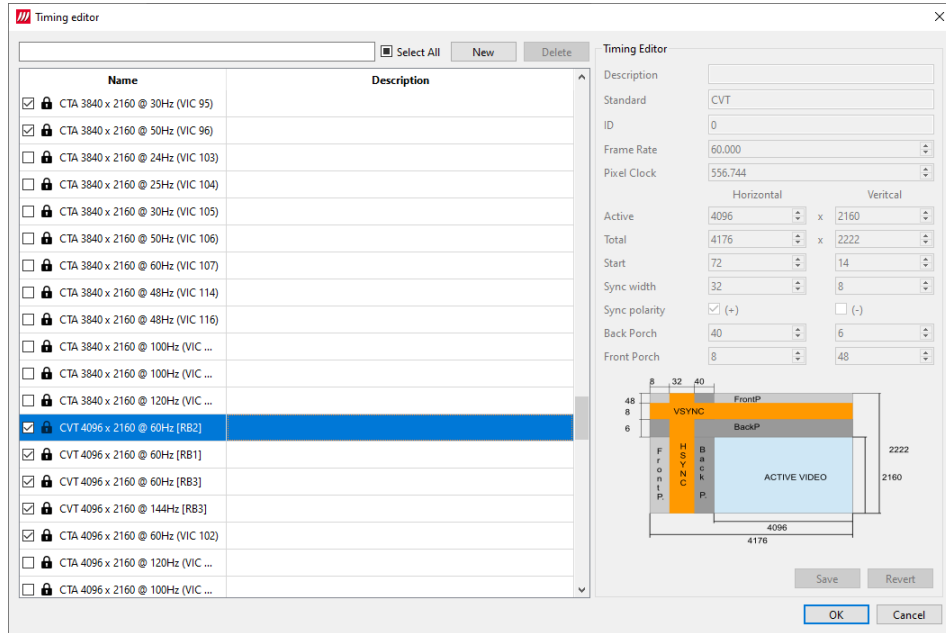 Timing editor
Select All New Delete
Name Description
CTA 3840 x 2160 @ 30Hz (VIC 95)
CTA 3840 x 2160 @ 50Hz (VIC 96)
CTA 3840 x 2160 @ 24Hz (VIC 103)
CTA 3840 x 2160 @ 25Hz (VIC 104)
CTA 3840 x 2160 @ 30Hz (VIC 105)
CTA 3840 x 2160 @ 50Hz (VIC 106)
CTA 3840 x 2160 @ 60Hz (VIC 107)
CTA 3840 x 2160 @ 48Hz (VIC 114)
CTA 3840 x 2160 @ 48Hz (VIC 116)
CTA 3840 x 2160 @ 100Hz (VIC ...
CTA 3840 x 2160 @ 100Hz (VIC ...
CTA 3840 x 2160 @ 120Hz (VIC ...
CVT 4096 x 2160 @ 60Hz [RB2]
CVT 4096 x 2160 @ 60Hz [RB1]
CVT 4096 x 2160 @ 60Hz [RB3]
CVT 4096 x 2160 @ 144Hz [RB3]
CTA 4096 x 2160 @ 60Hz (VIC 102)
CTA 4096 x 2160 @ 120Hz (VIC ...
CTA 4096 x 2160 @ 100Hz (VIC ...
Timing Editor
Description
Standard CVT
ID 0
Frame Rate 60.000
Pixel Clock 556.744
Horizontal Veritcal
Active 4096 x 2160
Total 4176 x 2222
Start 72 14
Sync width 32 8
Sync polarity (+) (-)
Back Porch 40 6
Front Porch 8 48
8 32 40
48 FrontP
8 VSYNC
6 BackP
Front P.
HSYNC
Back P.
ACTIVE VIDEO
2222
2160
4096
4176
Save Revert
OK Cancel